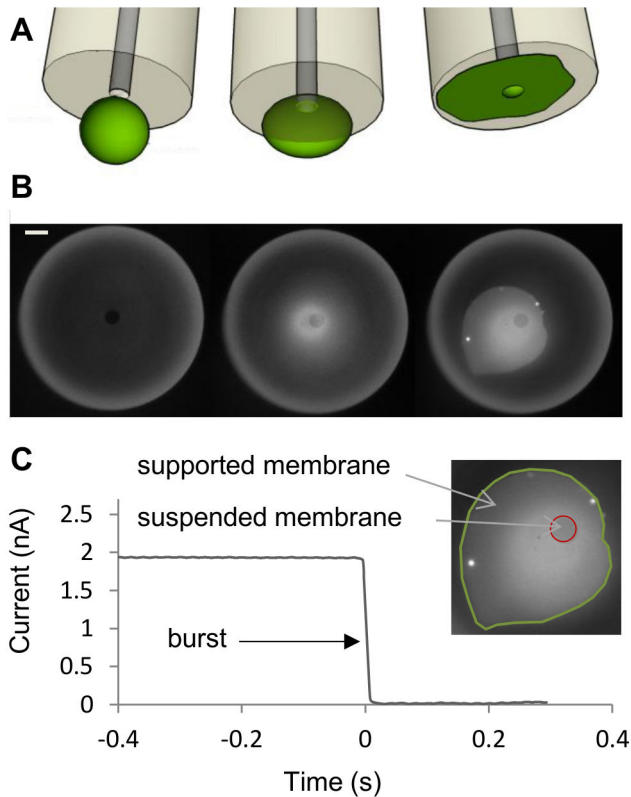 A
B
C
supported membrane
suspended membrane
Current (nA)
2.5
2
1.5
1
0.5
0
burst
-0.4
-0.2
0
0.2
0.4
Time (s)